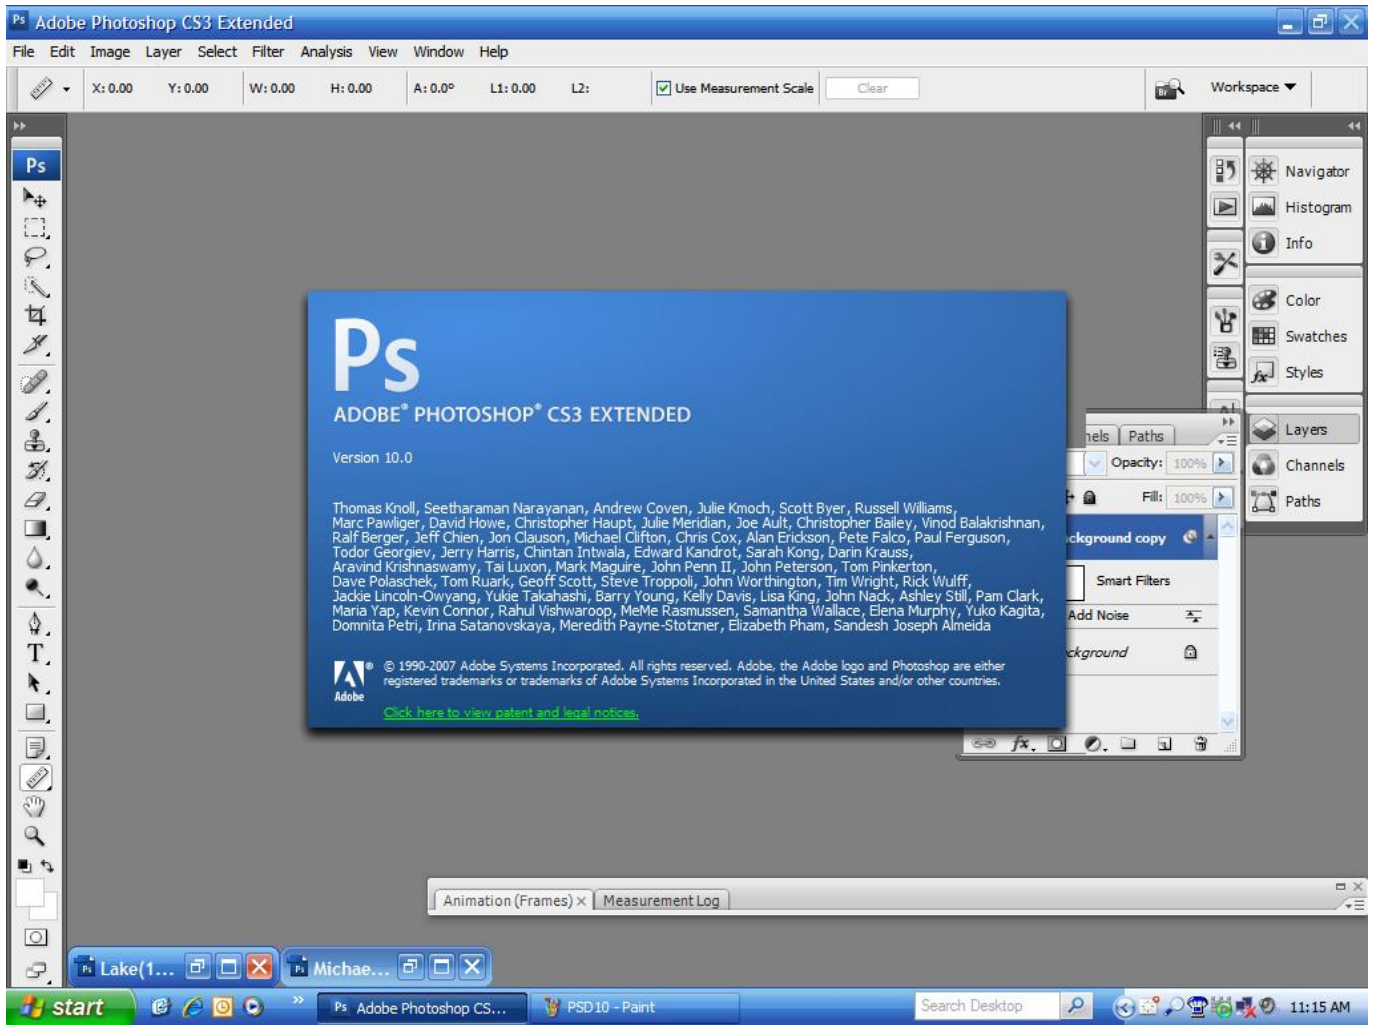 Ps Adobe Photoshop CS3 Extended
File Edit Image Layer Select Filter Analysis View Window Help
X: 0.00 Y: 0.00 W: 0.00 H: 0.00 A: 0.0° L1: 0.00 L2: Use Measurement Scale Clear Br Workspace ▼
Ps
Navigator
Histogram
Info
Color
Swatches
Styles
Layers
Channels
Paths
Ps
ADOBE® PHOTOSHOP® CS3 EXTENDED
Version 10.0
Thomas Knoll, Seetharaman Narayanan, Andrew Coven, Julie Kmoch, Scott Byer, Russell Williams,
Marc Pawliger, David Howe, Christopher Haupt, Julie Meridian, Joe Ault, Christopher Bailey, Vinod Balakrishnan,
Ralf Berger, Jeff Chien, Jon Clauson, Michael Clifton, Chris Cox, Alan Erickson, Pete Falco, Paul Ferguson,
Todor Georgiev, Jerry Harris, Chintan Intwala, Edward Kandrot, Sarah Kong, Darin Krauss,
Aravind Krishnaswamy, Tai Luxon, Mark Maguire, John Penn II, John Peterson, Tom Pinkerton,
Dave Polaschek, Tom Ruark, Geoff Scott, Steve Troppoli, John Worthington, Tim Wright, Rick Wulff,
Jackie Lincoln-Owyang, Yukie Takahashi, Barry Young, Kelly Davis, Lisa King, John Nack, Ashley Still, Pam Clark,
Maria Yap, Kevin Connor, Rahul Vishwaroop, MeMe Rasmussen, Samantha Wallace, Elena Murphy, Yuko Kagita,
Domnita Petri, Irina Satanovskaya, Meredith Payne-Stotzner, Elizabeth Pham, Sandesh Joseph Almeida
Adobe
© 1990-2007 Adobe Systems Incorporated. All rights reserved. Adobe, the Adobe logo and Photoshop are either
registered trademarks or trademarks of Adobe Systems Incorporated in the United States and/or other countries.
Click here to view patent and legal notices.
nels Paths
Opacity: 100%
Fill: 100%
ckground copy
Smart Filters
Add Noise
ckground
fx.
T
Animation (Frames) × Measurement Log
Ps Lake(1... Ps Michae...
start Ps Adobe Photoshop CS... PSD10 - Paint Search Desktop 11:15 AM